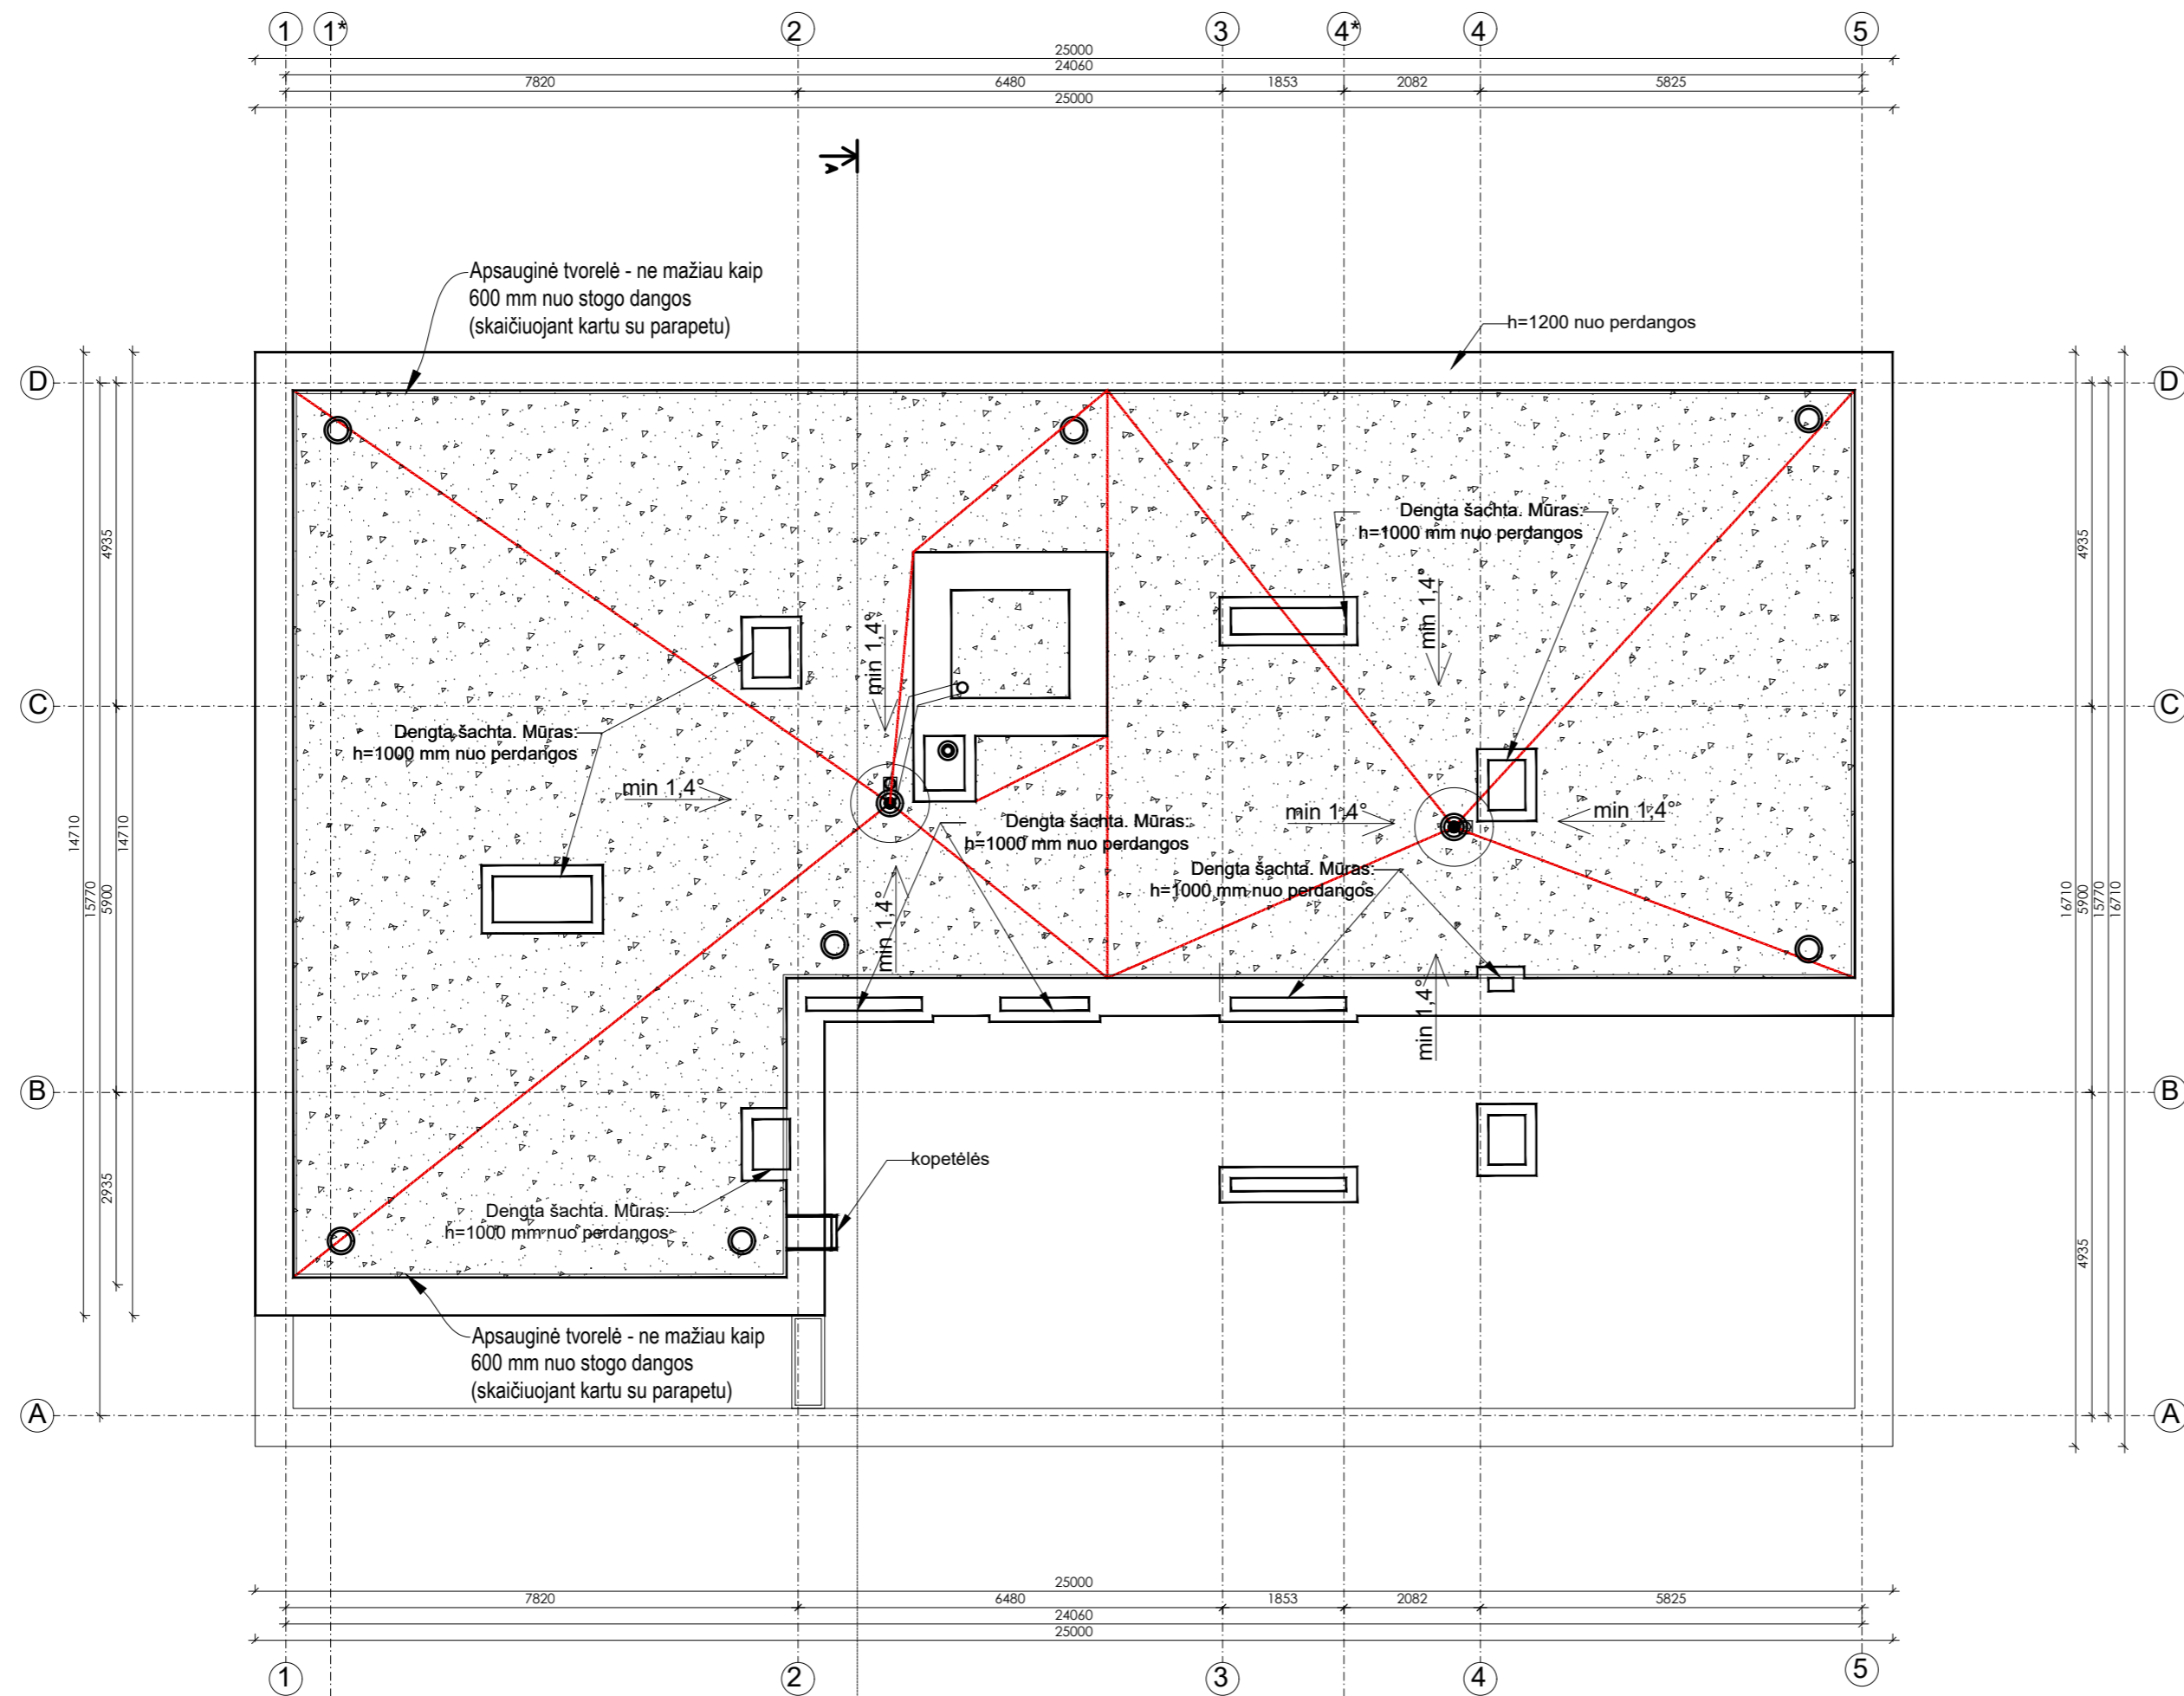 1 1* 2 3 4* 4 5
25000
24060
7820 6480 1853 2082 5825
25000
A
Apsauginė tvorelė - ne mažiau kaip
600 mm nuo stogo dangos
(skaičiuojant kartu su parapetu)
h=1200 nuo perdangos
D D
Dengta šachta. Mūras:
h=1000 mm nuo perdangos
4935 4935
min 1,4°
min 1,4°
C C
Dengta šachta. Mūras:
h=1000 mm nuo perdangos
min 1,4°
min 1,4°
min 1,4°
Dengta šachta. Mūras:
h=1000 mm nuo perdangos
Dengta šachta. Mūras:
h=1000 mm nuo perdangos
14710 15770 5900 14710
16710 5900 15770 16710
min 1,4°
min 1,4°
B B
kopetėlės
2935
Dengta šachta. Mūras:
h=1000 mm nuo perdangos
4935
Apsauginė tvorelė - ne mažiau kaip
600 mm nuo stogo dangos
(skaičiuojant kartu su parapetu)
A A
25000
7820 6480 1853 2082 5825
24060
25000
1 2 3 4 5